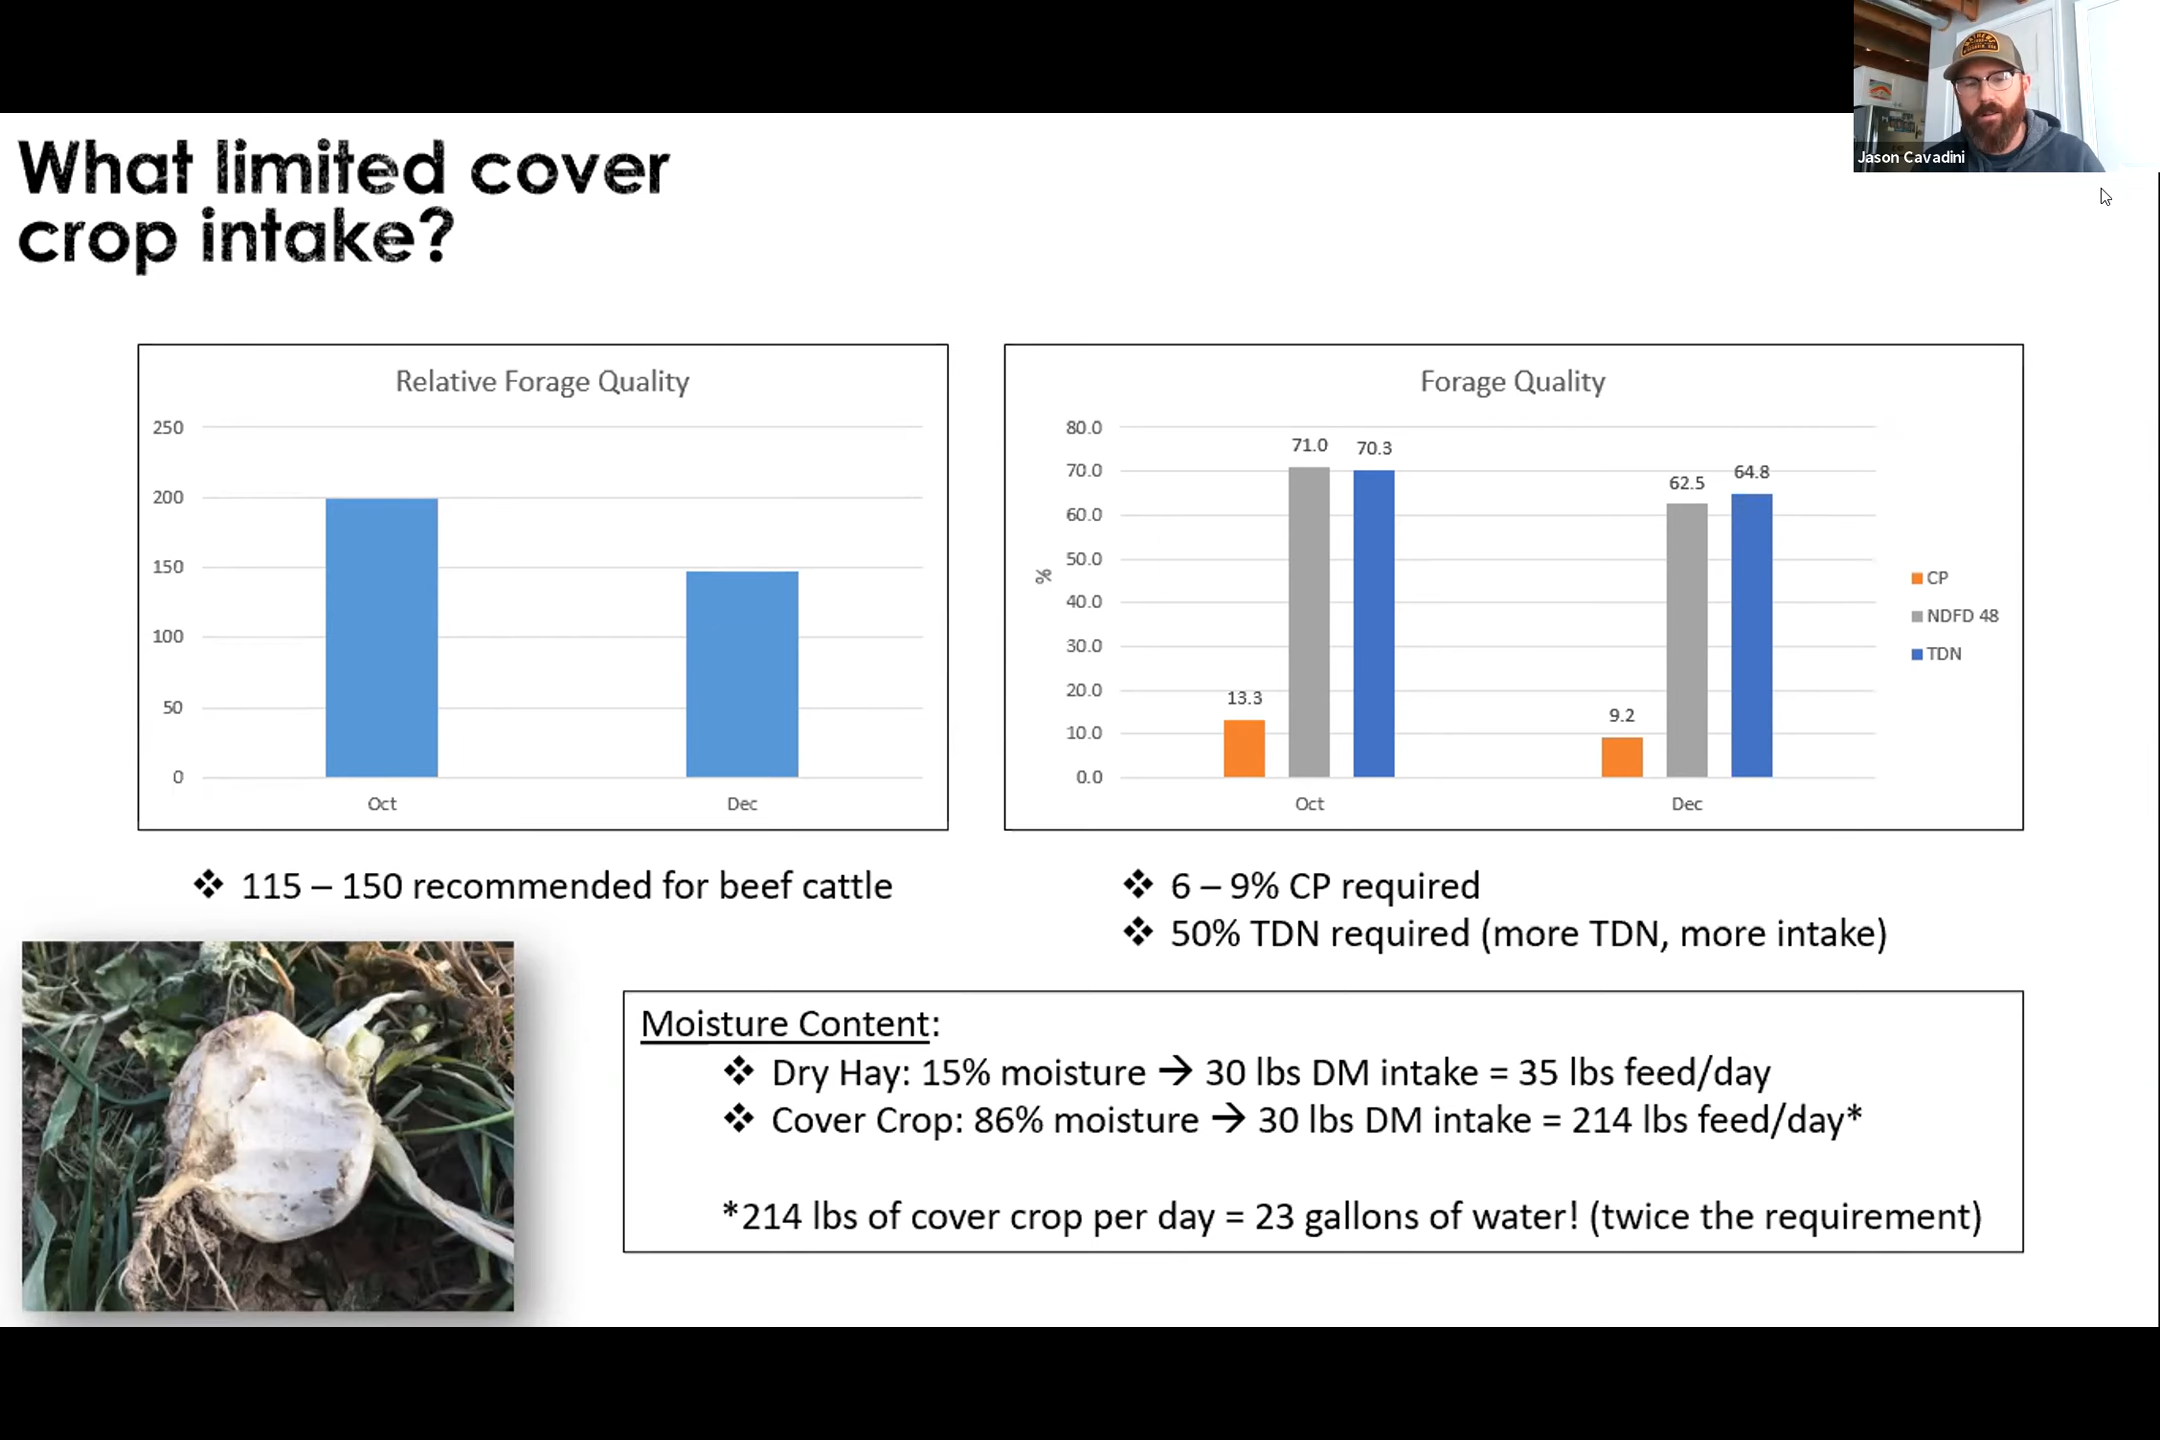 Jason Cavadini
What limited cover
crop intake?
Relative Forage Quality
250
200
150
100
50
0
Oct
Dec
Forage Quality
80.0
70.0
60.0
50.0
40.0
30.0
20.0
10.0
0.0
%
13.3
71.0
70.3
9.2
62.5
64.8
Oct
Dec
CP
NDFD 48
TDN
❖ 115 – 150 recommended for beef cattle
❖ 6 – 9% CP required
❖ 50% TDN required (more TDN, more intake)
Moisture Content:
❖ Dry Hay: 15% moisture → 30 lbs DM intake = 35 lbs feed/day
❖ Cover Crop: 86% moisture → 30 lbs DM intake = 214 lbs feed/day*
*214 lbs of cover crop per day = 23 gallons of water! (twice the requirement)